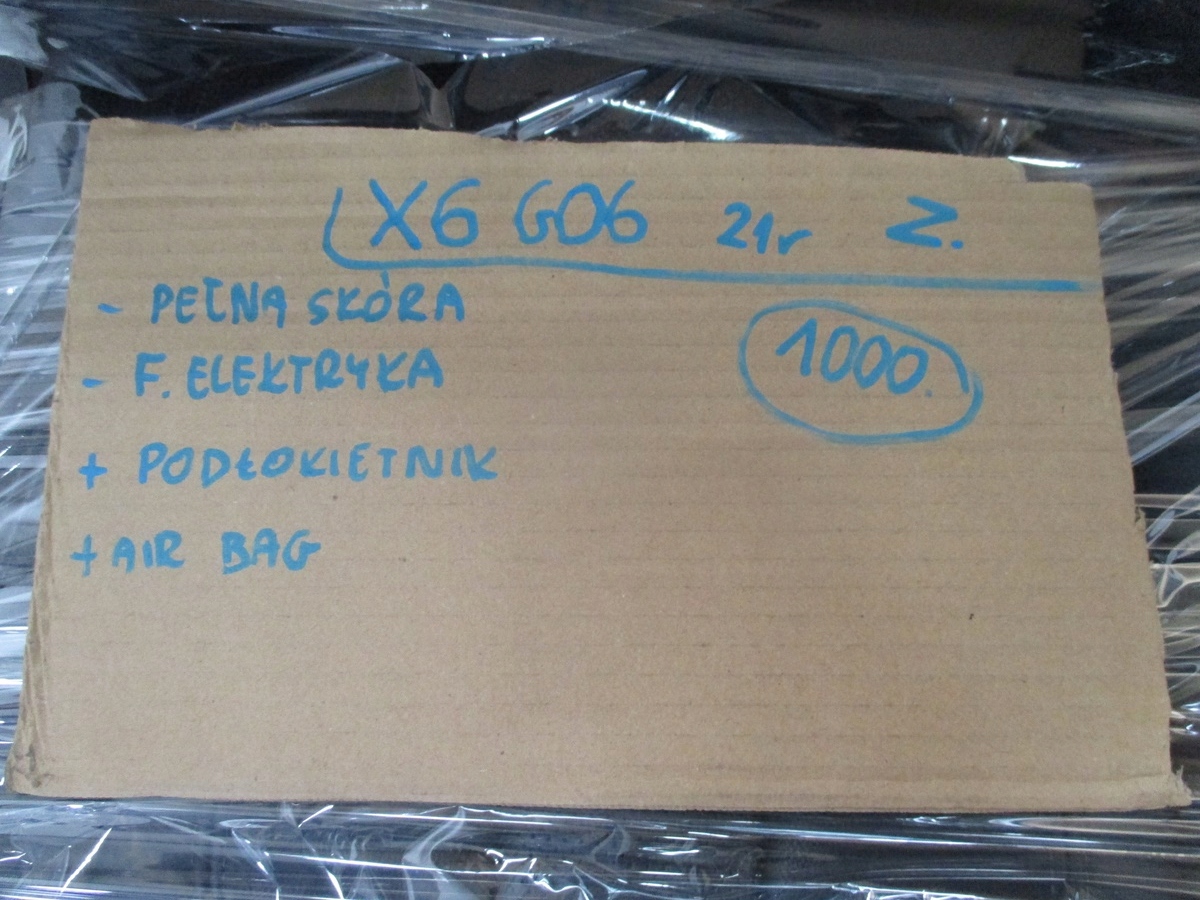 X6 G06 21r Z.
- PEŁNA SKÓRA
1000.
- F. ELEKTRYKA
+ PODŁOKIETNIK
+ AIR BAG